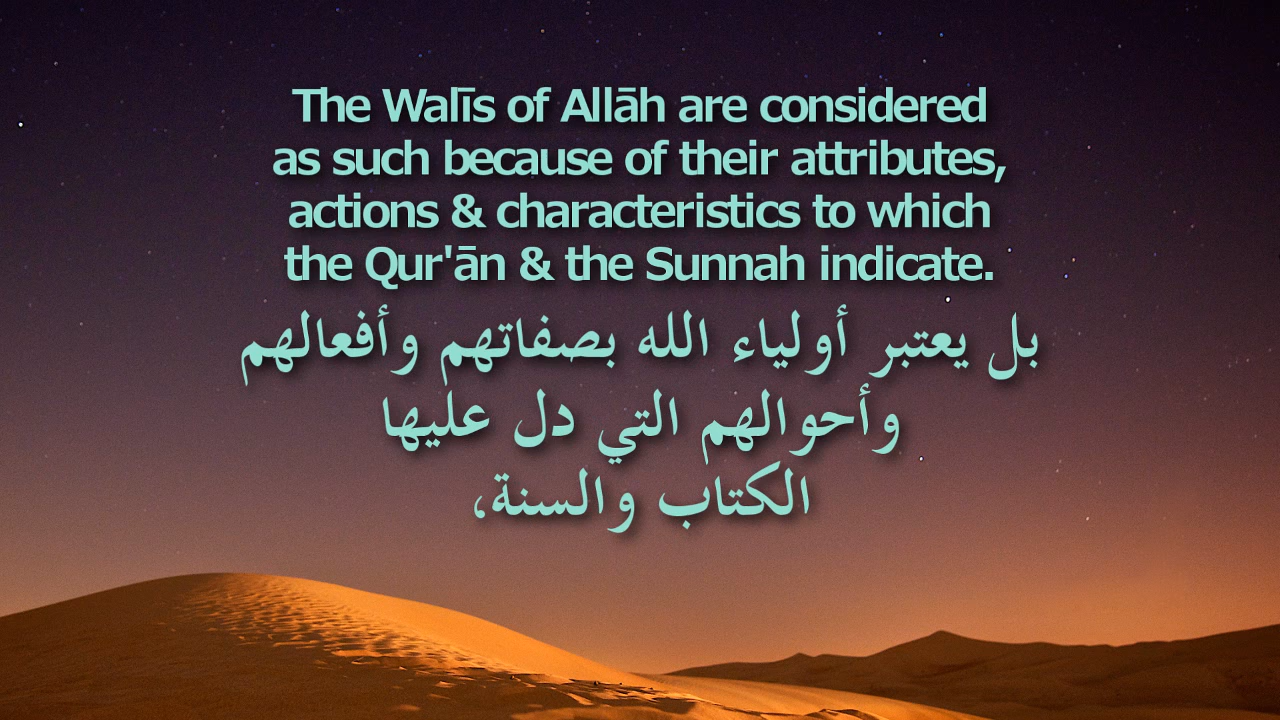 The Walīs of Allāh are considered
as such because of their attributes,
actions & characteristics to which
the Qur'ān & the Sunnah indicate.
بل يعتبر أولياء الله بصفاتهم وأفعالهم
وأحوالهم التي دل عليها
الكتاب والسنة،